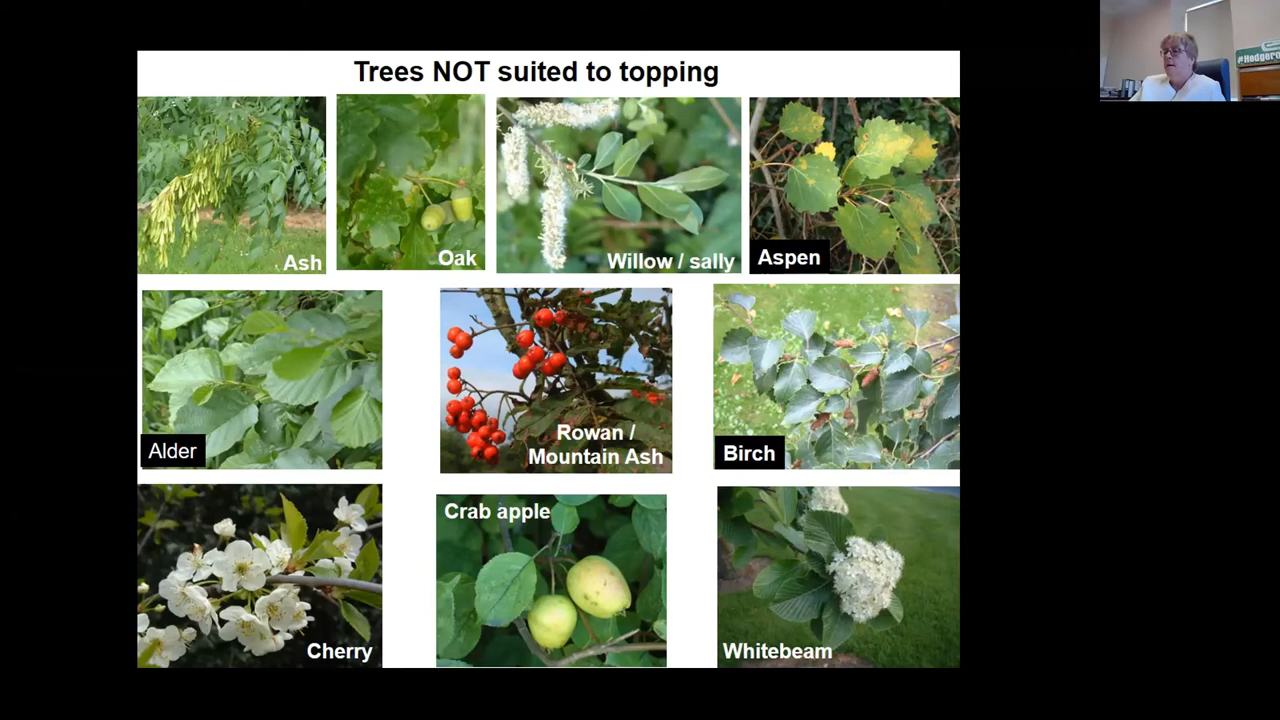 Trees NOT suited to topping
Ash
Oak
Willow / sally
Aspen
Alder
Rowan /
Mountain Ash
Birch
Cherry
Crab apple
Whitebeam